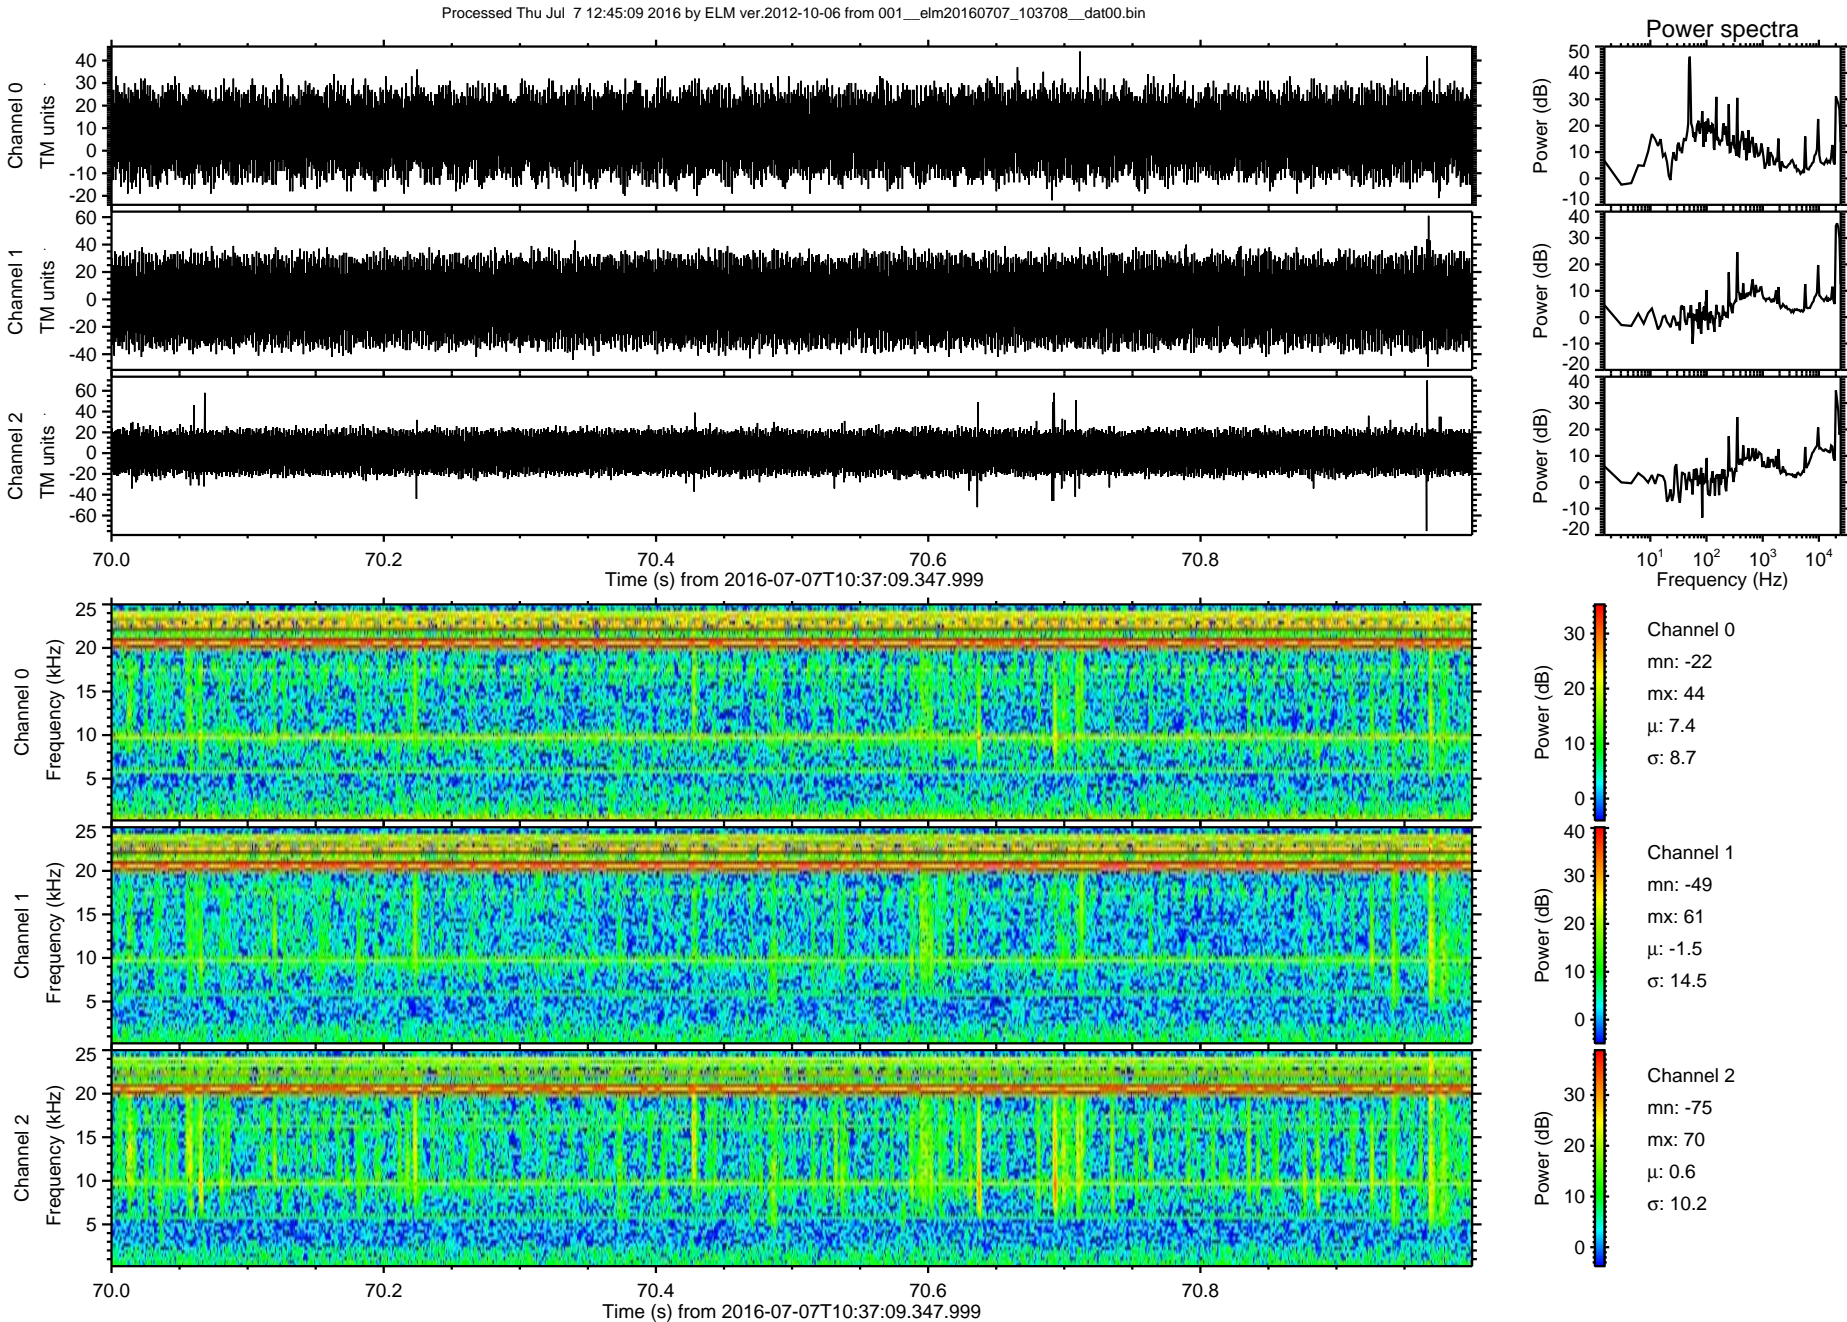 Processed Thu Jul  7 12:45:09 2016 by ELM ver.2012-10-06 from 001__elm20160707_103708__dat00.bin
Power spectra
Channel 0
TM units
40
30
20
10
0
-10
-20
Power (dB)
50
40
30
20
10
0
-10
Channel 1
TM units
60
40
20
0
-20
-40
Power (dB)
40
30
20
10
0
-10
-20
Channel 2
TM units
60
40
20
0
-20
-40
-60
Power (dB)
40
30
20
10
0
-10
-20
70.0 70.2 70.4 70.6 70.8
Time (s) from 2016-07-07T10:37:09.347.999
10^1 10^2 10^3 10^4
Frequency (Hz)
Channel 0
Frequency (kHz)
25
20
15
10
5
Power (dB)
30
20
10
0
Channel 0
mn: -22
mx: 44
μ: 7.4
σ: 8.7
Channel 1
Frequency (kHz)
25
20
15
10
5
Power (dB)
40
30
20
10
0
Channel 1
mn: -49
mx: 61
μ: -1.5
σ: 14.5
Channel 2
Frequency (kHz)
25
20
15
10
5
Power (dB)
30
20
10
0
Channel 2
mn: -75
mx: 70
μ: 0.6
σ: 10.2
70.0 70.2 70.4 70.6 70.8
Time (s) from 2016-07-07T10:37:09.347.999